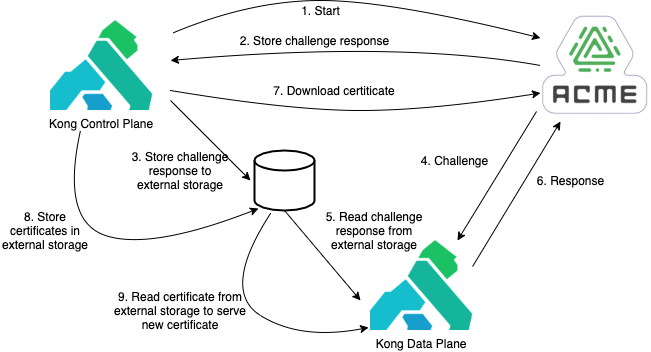 1. Start
2. Store challenge response
7. Download certificate
ACME
Kong Control Plane
3. Store challenge
response to
external storage
4. Challenge
6. Response
8. Store
certificates in
external storage
5. Read challenge
response from
external storage
9. Read certificate from
external storage to serve
new certificate
Kong Data Plane